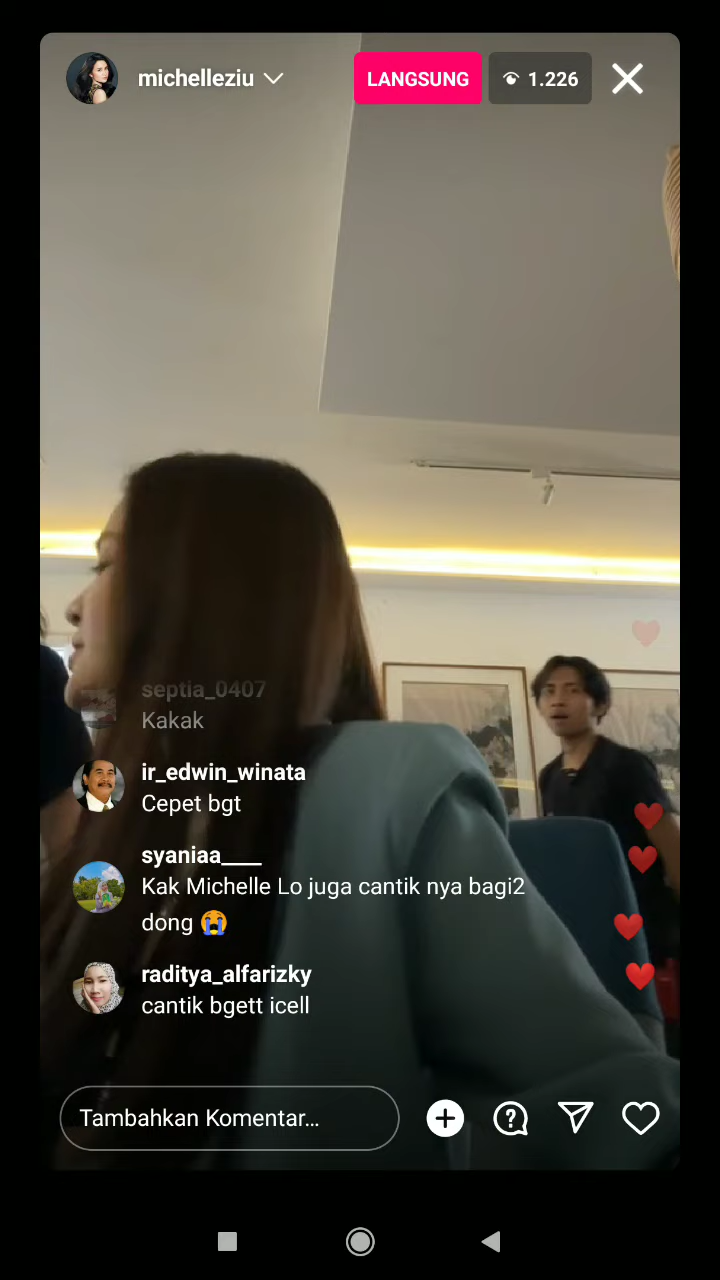 michelleziu
LANGSUNG
1.226
septia_0407
Kakak
ir_edwin_winata
Cepet bgt
syaniaa____
Kak Michelle Lo juga cantik nya bagi2
dong 😭
raditya_alfarizky
cantik bgett icell
Tambahkan Komentar...